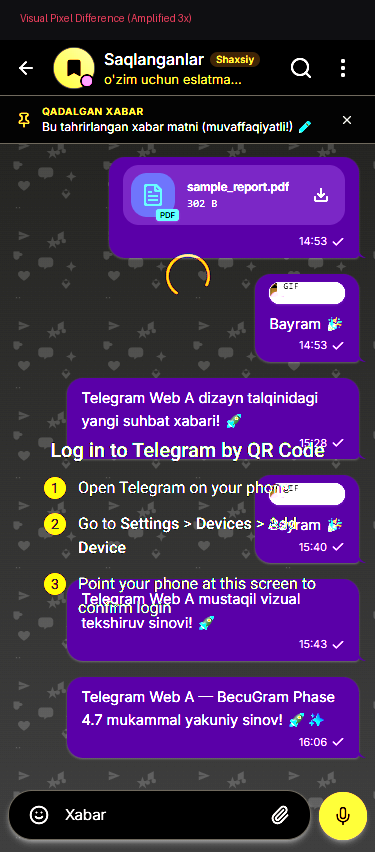 Visual Pixel Difference (Amplified 3x)
Saqlanganlar Shaxsiy
o'zim uchun eslatma...
QADALGAN XABAR
Bu tahrirlangan xabar matni (muvaffaqiyatli!)
sample_report.pdf
302 B
PDF
14:53
GIF
Bayram
14:53
Telegram Web A dizayn talqinidagi
yangi suhbat xabari!
15:28
Log in to Telegram by QR Code
1 Open Telegram on your phone
GIF
2 Go to Settings > Devices > Add
Device
Bayram
15:40
3 Point your phone at this screen to
confirm login
Telegram Web A mustaqil vizual
tekshiruv sinovi!
15:43
Telegram Web A — BecuGram Phase
4.7 mukammal yakuniy sinov!
16:06
Xabar